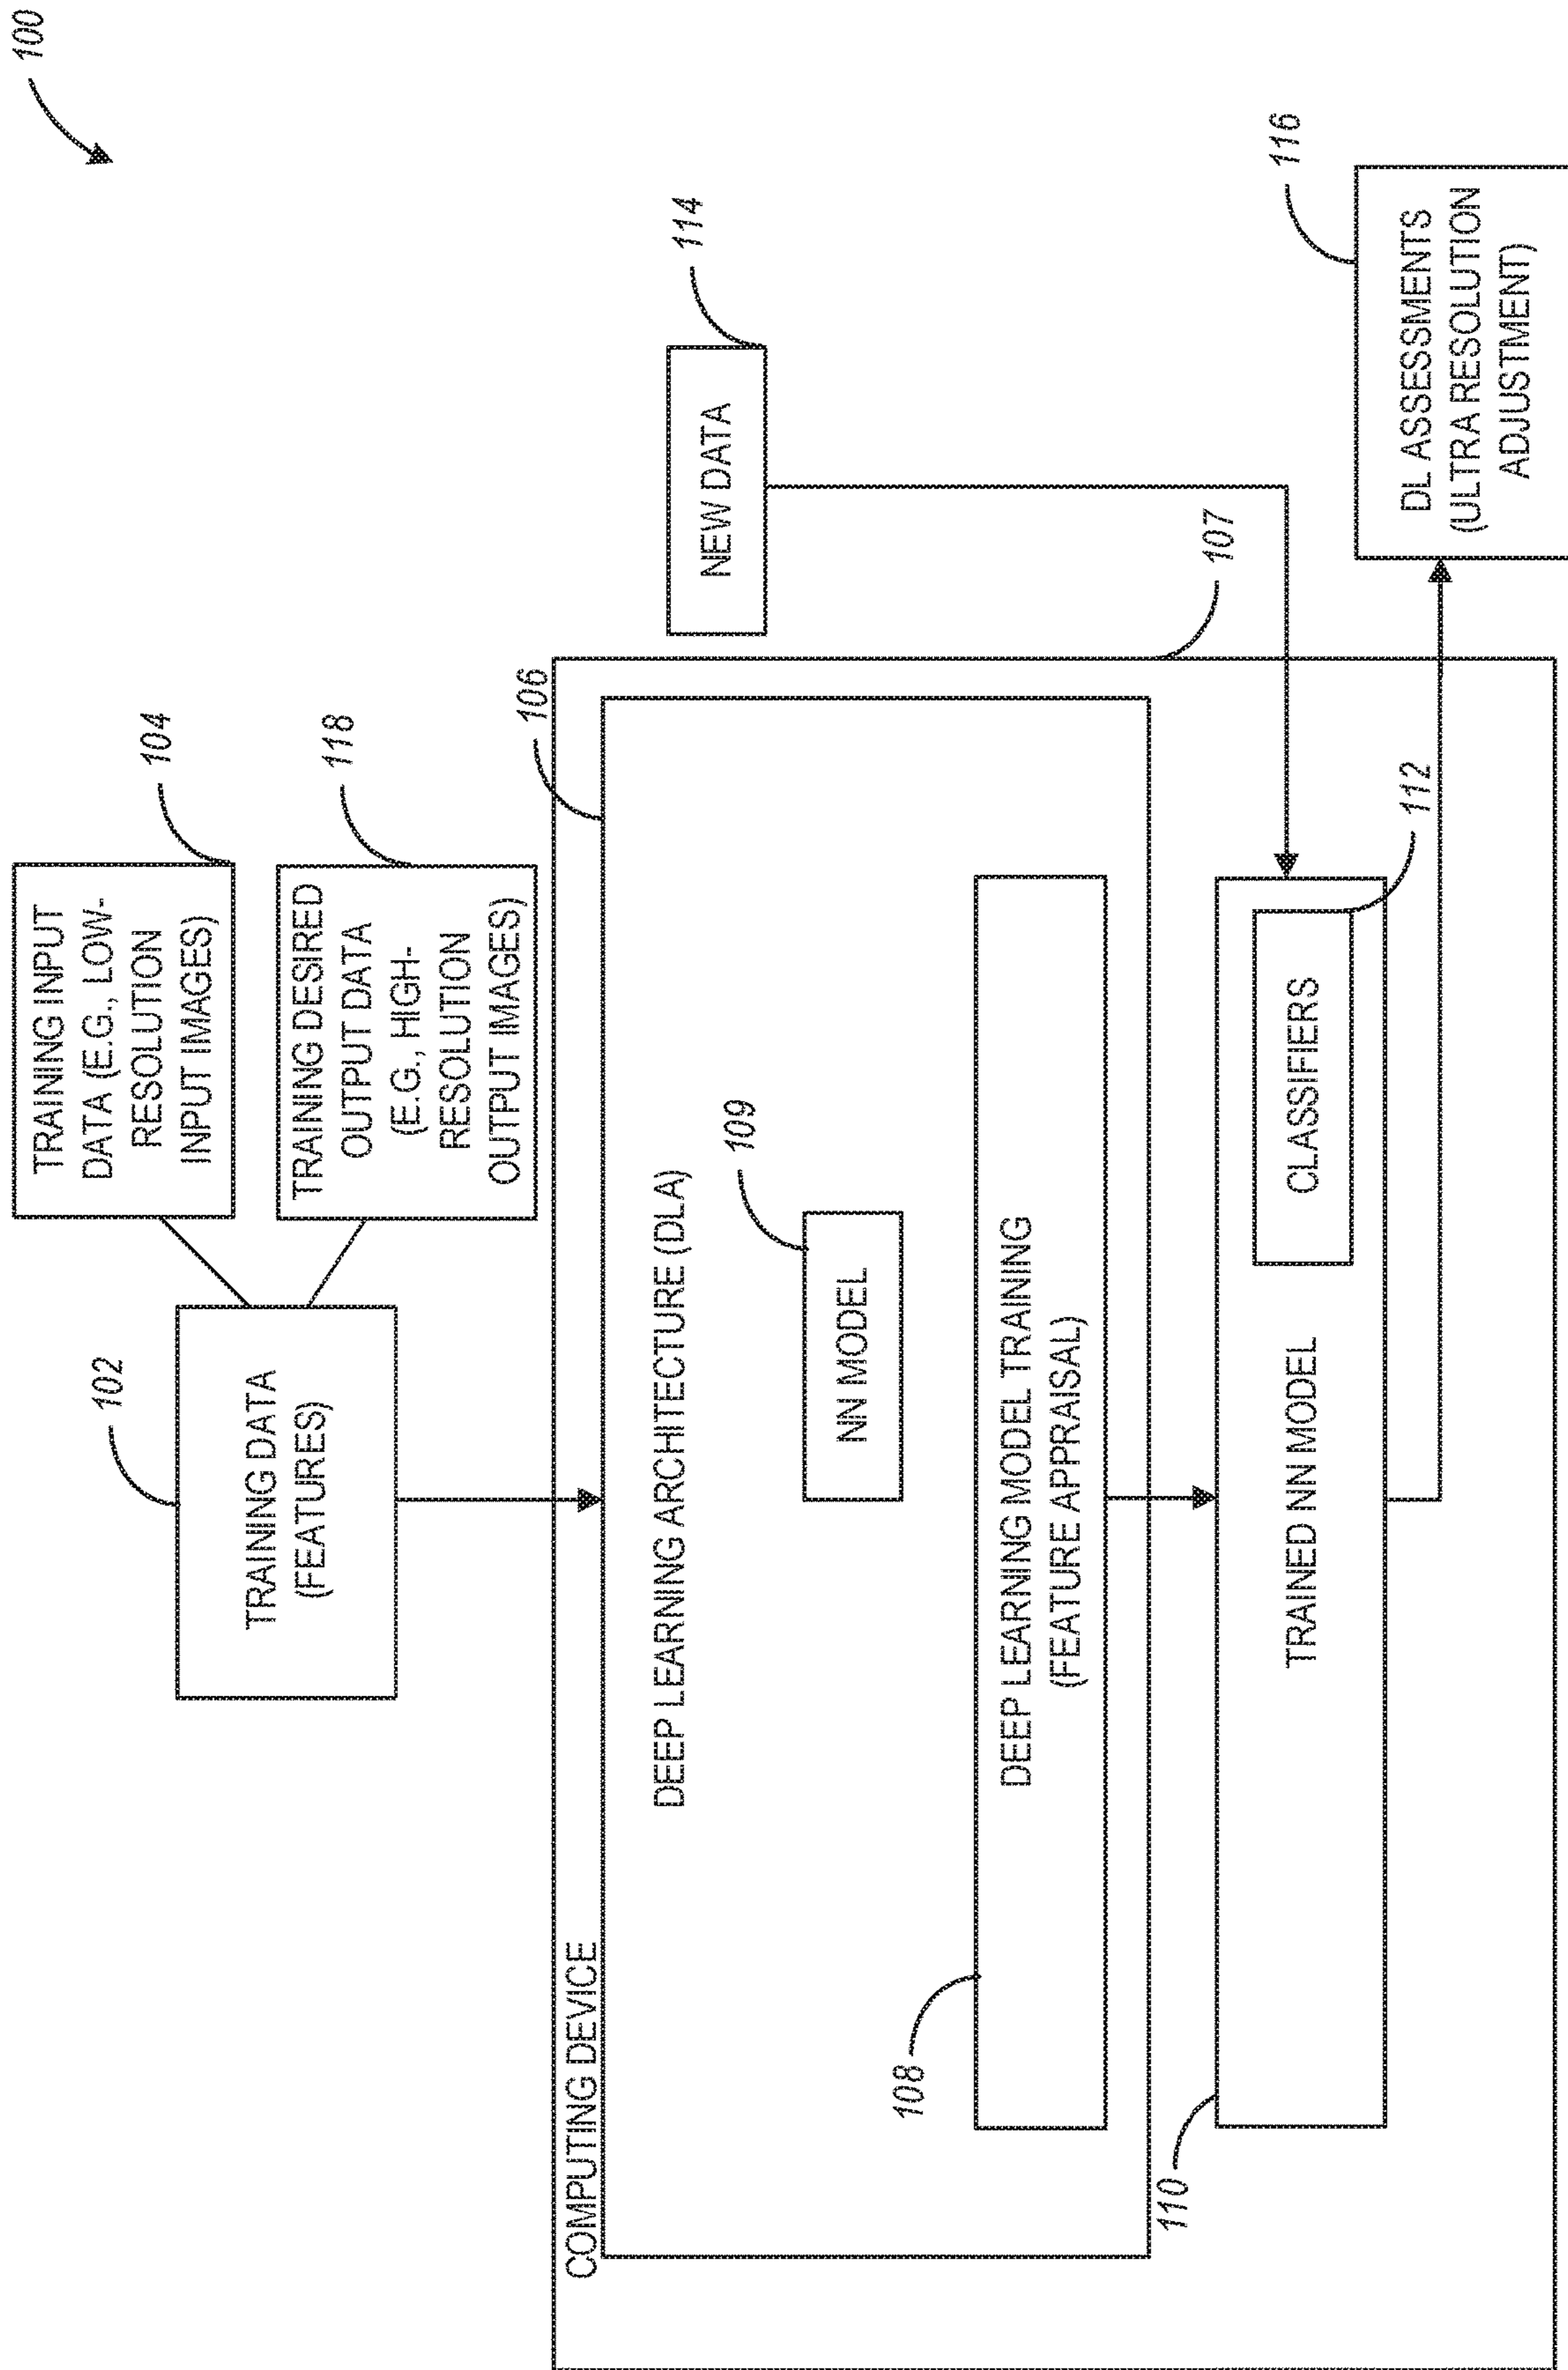 100
102
TRAINING DATA
(FEATURES)
TRAINING INPUT
DATA (E.G., LOW-
RESOLUTION
INPUT IMAGES)
104
TRAINING DESIRED
OUTPUT DATA
(E.G., HIGH-
RESOLUTION
OUTPUT IMAGES)
118
COMPUTING DEVICE
106
DEEP LEARNING ARCHITECTURE (DLA)
109
NN MODEL
NEW DATA
114
108
DEEP LEARNING MODEL TRAINING
(FEATURE APPRAISAL)
107
110
TRAINED NN MODEL
CLASSIFIERS
112
116
DL ASSESSMENTS
(ULTRA RESOLUTION
ADJUSTMENT)